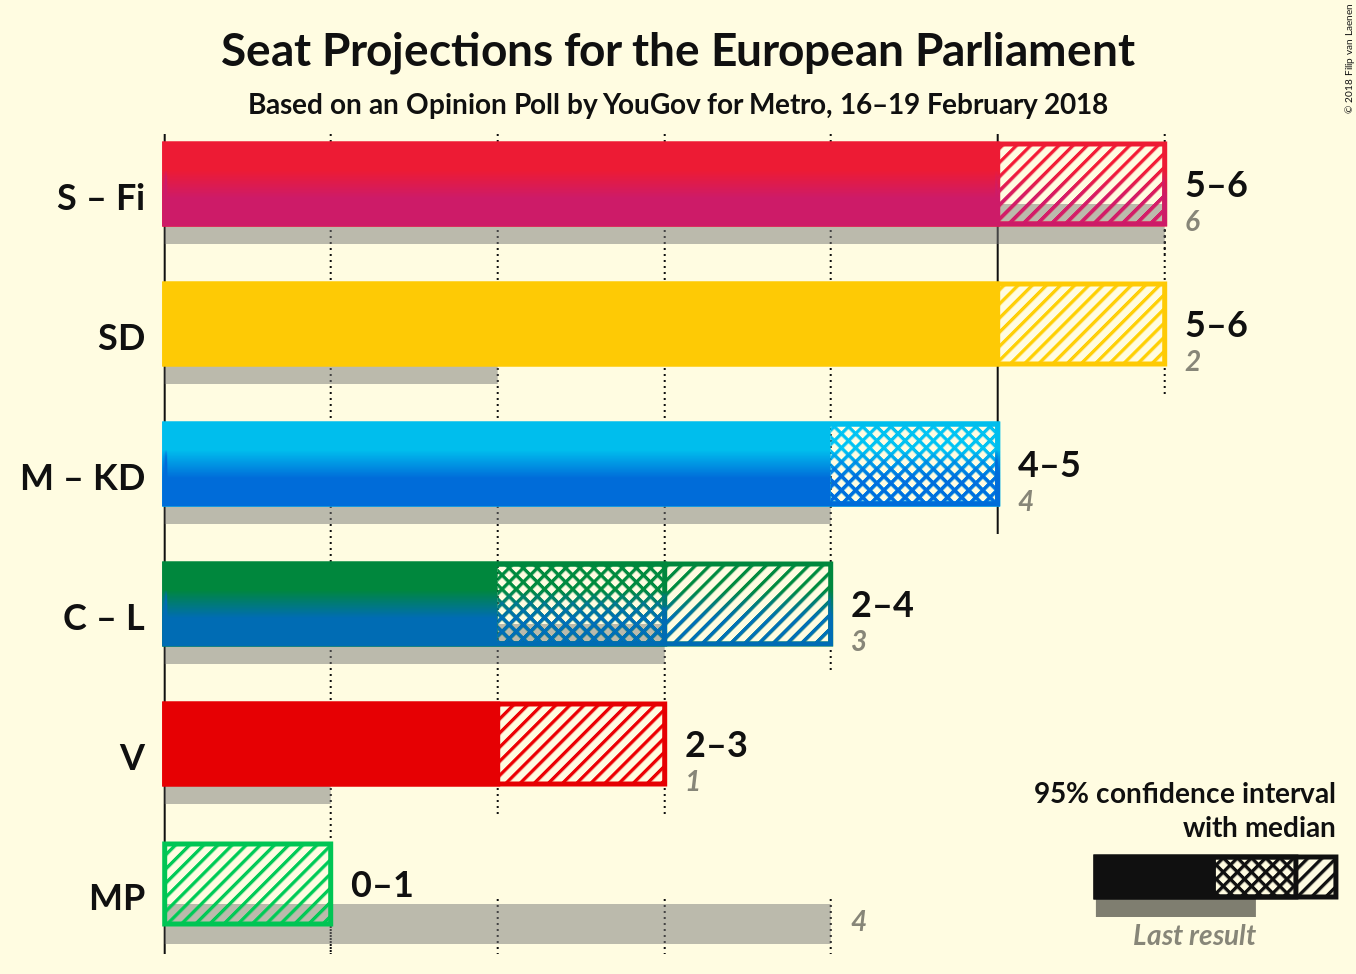 Seat Projections for the European Parliament
Based on an Opinion Poll by YouGov for Metro, 16–19 February 2018
© 2018 Filip van Laenen
S – Fi
5–6
6
SD
5–6
2
M – KD
4–5
4
C – L
2–4
3
V
2–3
1
MP
0–1
4
95% confidence interval
with median
Last result